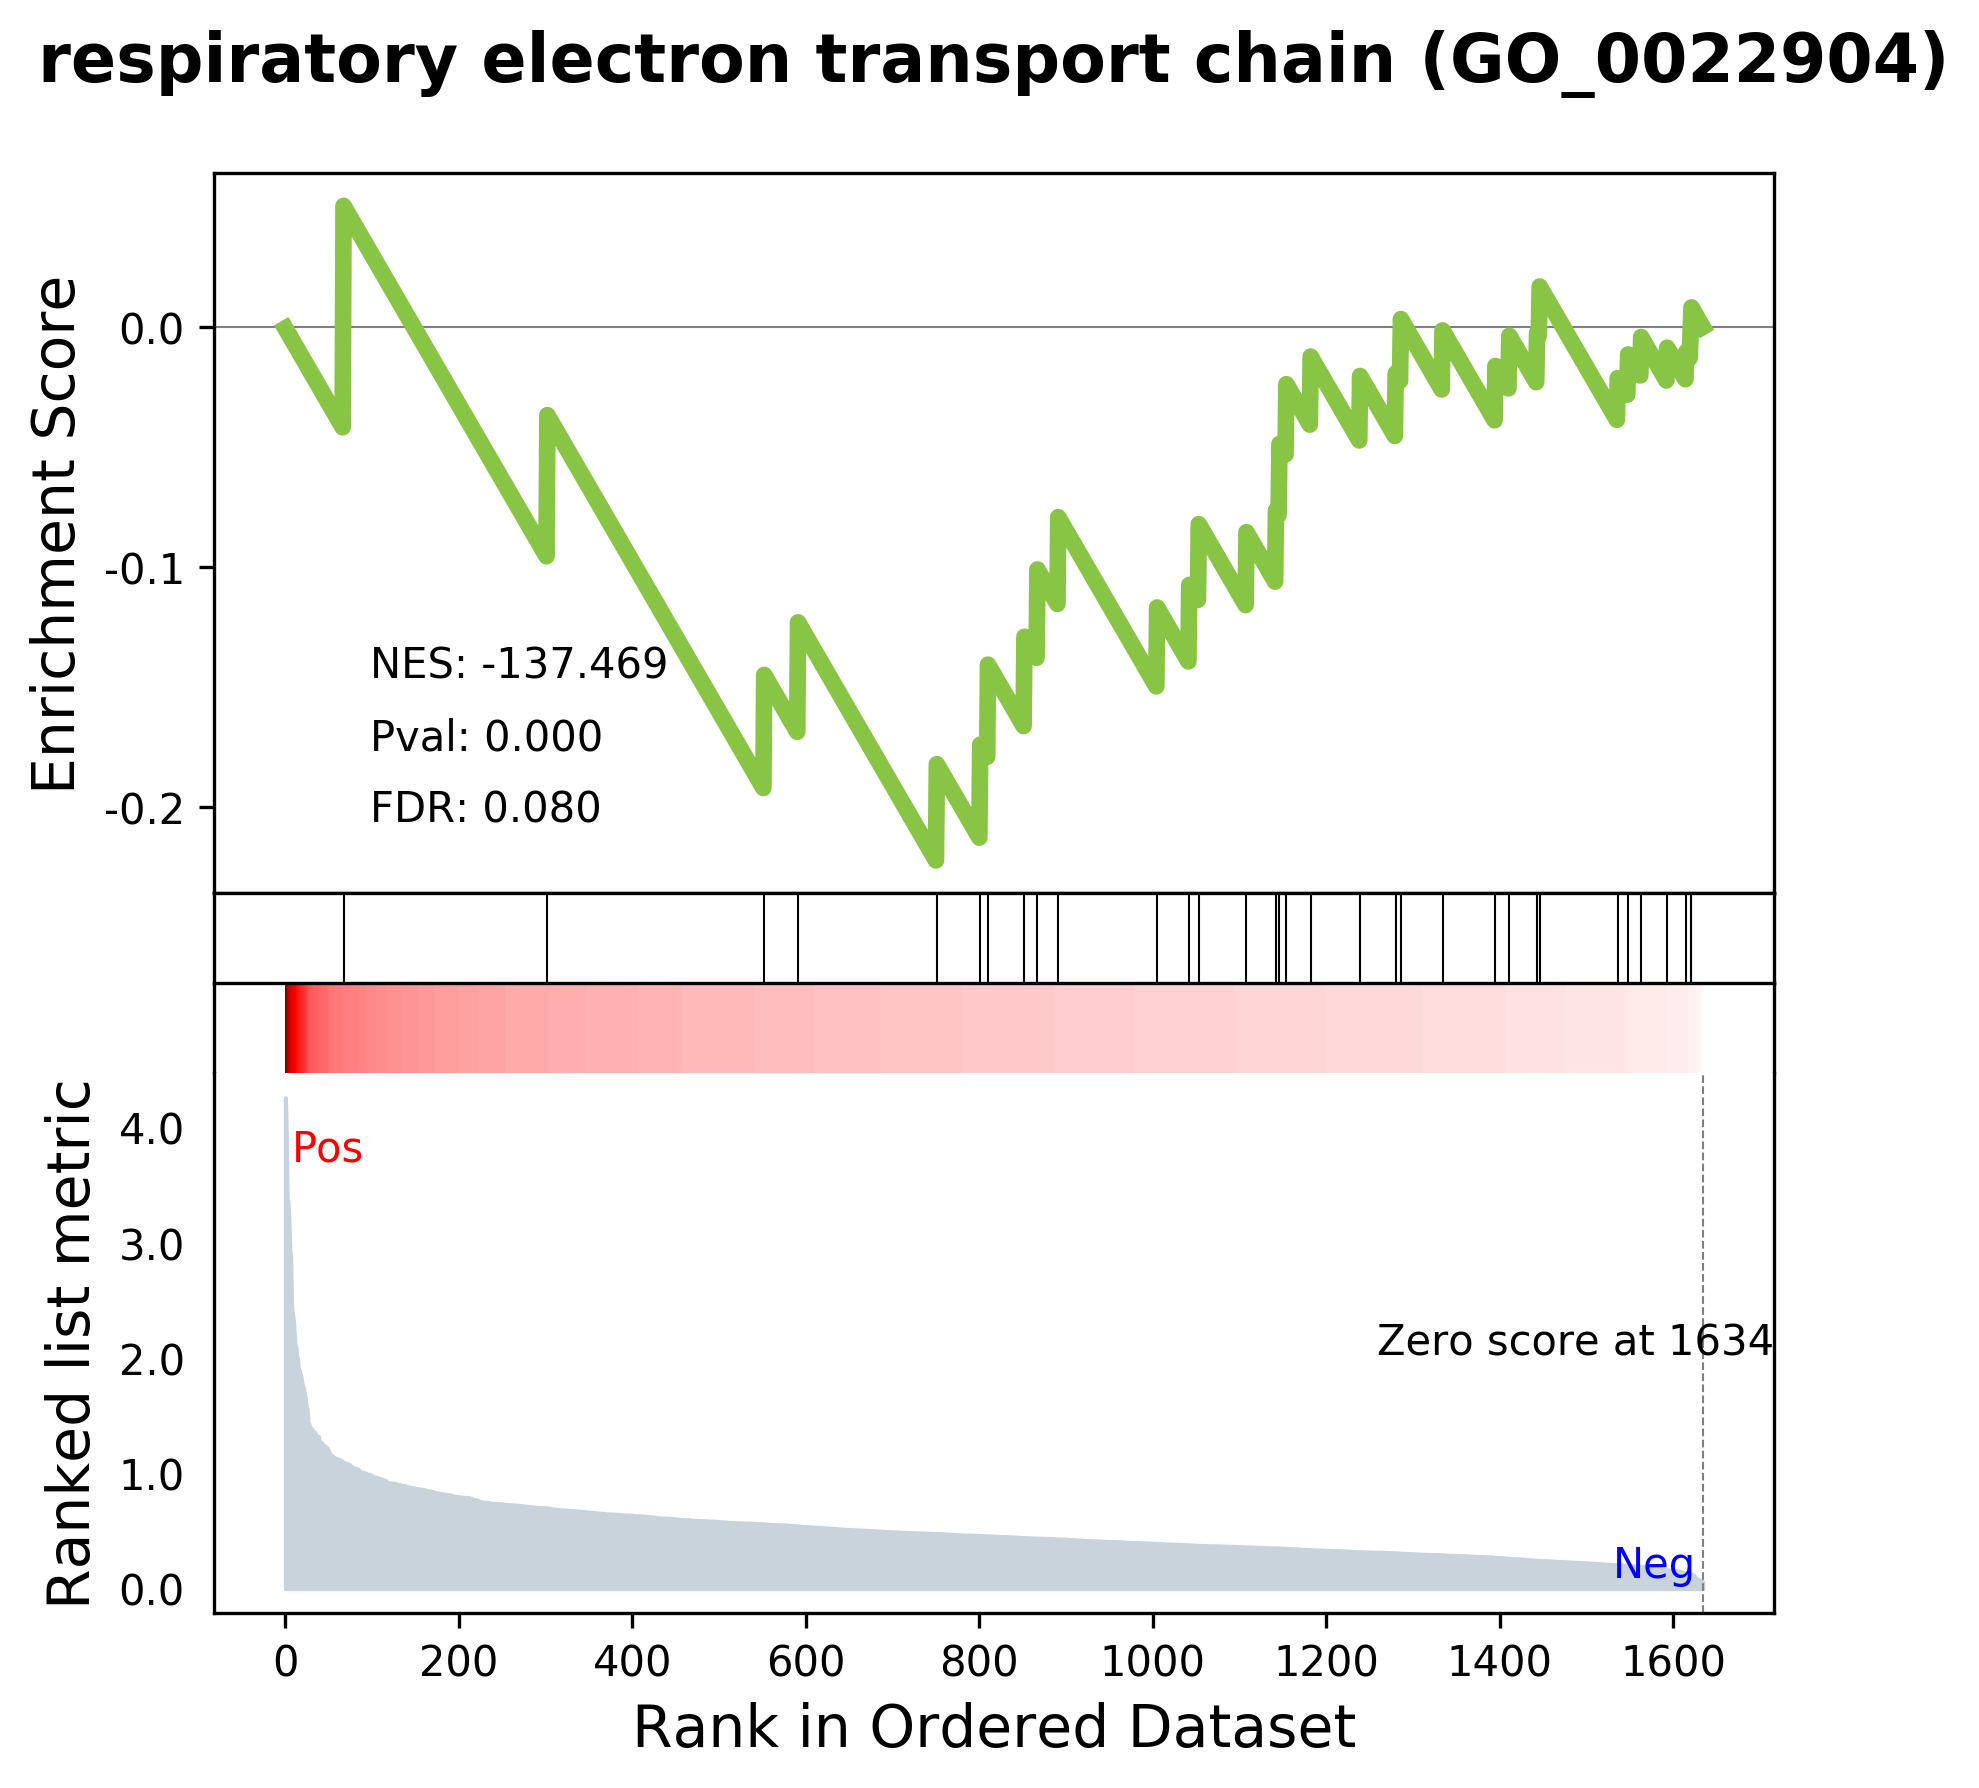 respiratory electron transport chain (GO_0022904)
Enrichment Score
0.0
-0.1
-0.2
NES: -137.469
Pval: 0.000
FDR: 0.080
Ranked list metric
4.0
3.0
2.0
1.0
0.0
Pos
Zero score at 1634
Neg
0 200 400 600 800 1000 1200 1400 1600
Rank in Ordered Dataset